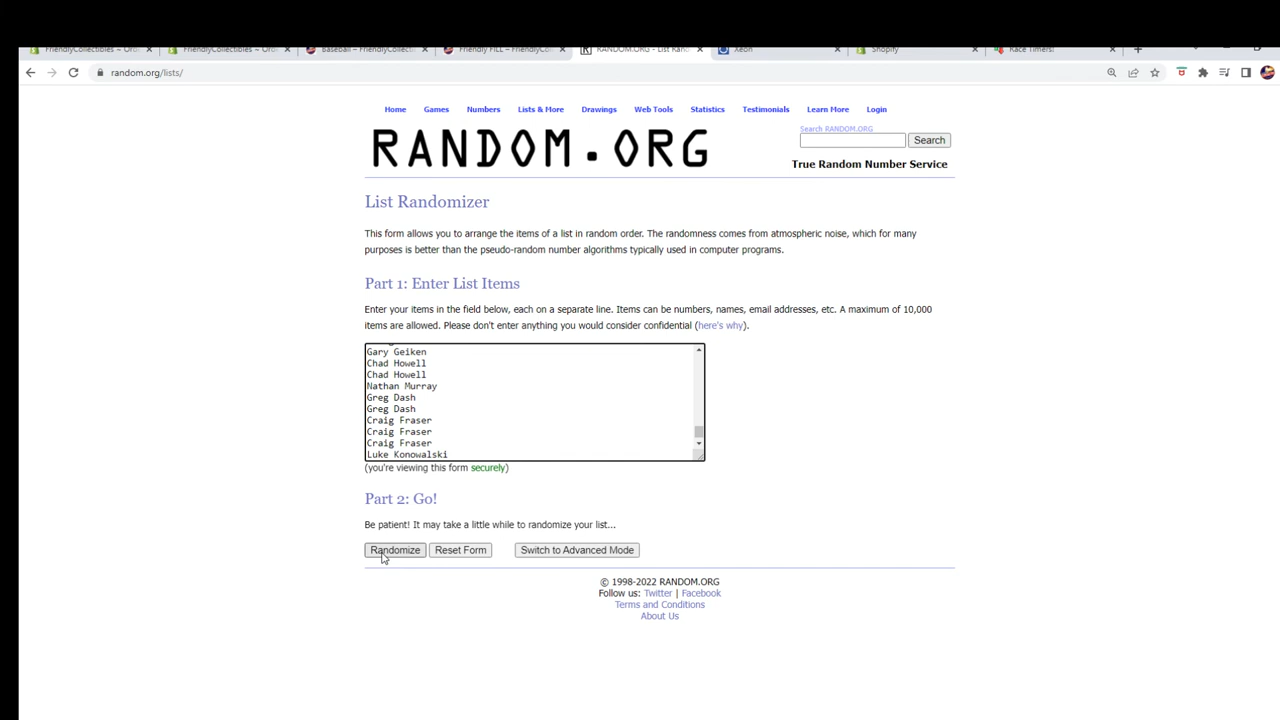 FriendlyCollectibles ~ Ord
FriendlyCollectibles ~ Ord
Baseball – FriendlyCollecti
Friendly FILL – FriendlyCo
RANDOM.ORG - List Rand
Xeon
Shopify
Race Timers!
random.org/lists/
Home Games Numbers Lists & More Drawings Web Tools Statistics Testimonials Learn More Login
RANDOM.ORG
Search RANDOM.ORG
Search
True Random Number Service
List Randomizer
This form allows you to arrange the items of a list in random order. The randomness comes from atmospheric noise, which for many
purposes is better than the pseudo-random number algorithms typically used in computer programs.
Part 1: Enter List Items
Enter your items in the field below, each on a separate line. Items can be numbers, names, email addresses, etc. A maximum of 10,000
items are allowed. Please don't enter anything you would consider confidential (here's why).
Gary Geiken
Chad Howell
Chad Howell
Nathan Murray
Greg Dash
Greg Dash
Craig Fraser
Craig Fraser
Craig Fraser
Luke Konowalski
(you're viewing this form securely)
Part 2: Go!
Be patient! It may take a little while to randomize your list...
Randomize Reset Form Switch to Advanced Mode
© 1998-2022 RANDOM.ORG
Follow us: Twitter | Facebook
Terms and Conditions
About Us